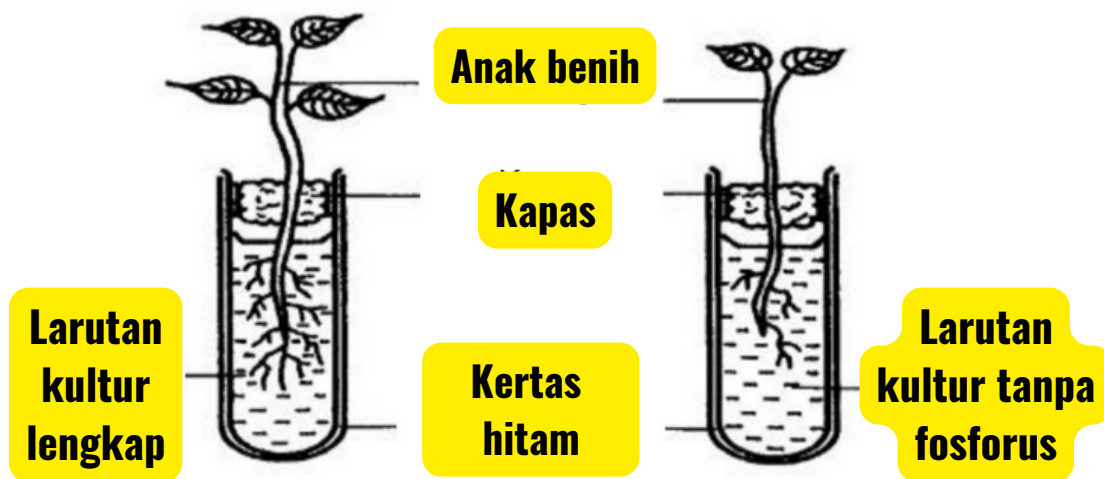 Anak benih
Kapas
Larutan
kultur
lengkap
Kertas
hitam
Larutan
kultur tanpa
fosforus